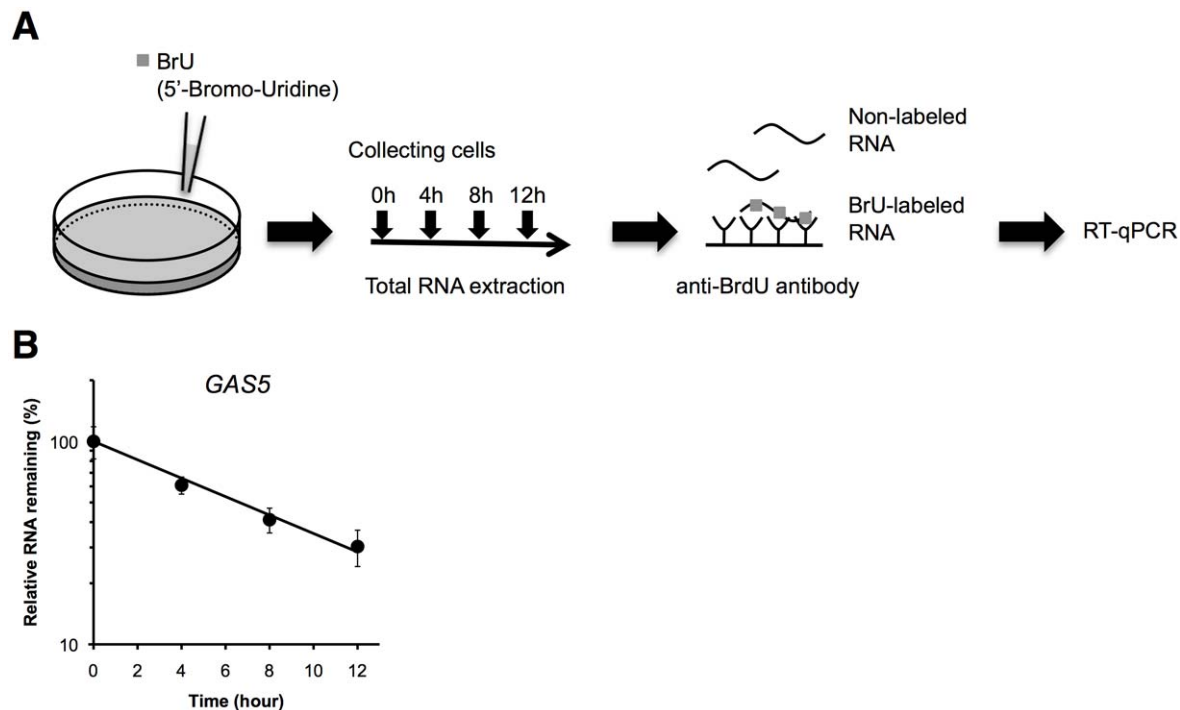 A
BrU
(5’-Bromo-Uridine)
Collecting cells
0h 4h 8h 12h
Total RNA extraction
Non-labeled
RNA
BrU-labeled
RNA
anti-BrdU antibody
RT-qPCR
B
GAS5
Relative RNA remaining (%)
100
10
0 2 4 6 8 10 12
Time (hour)